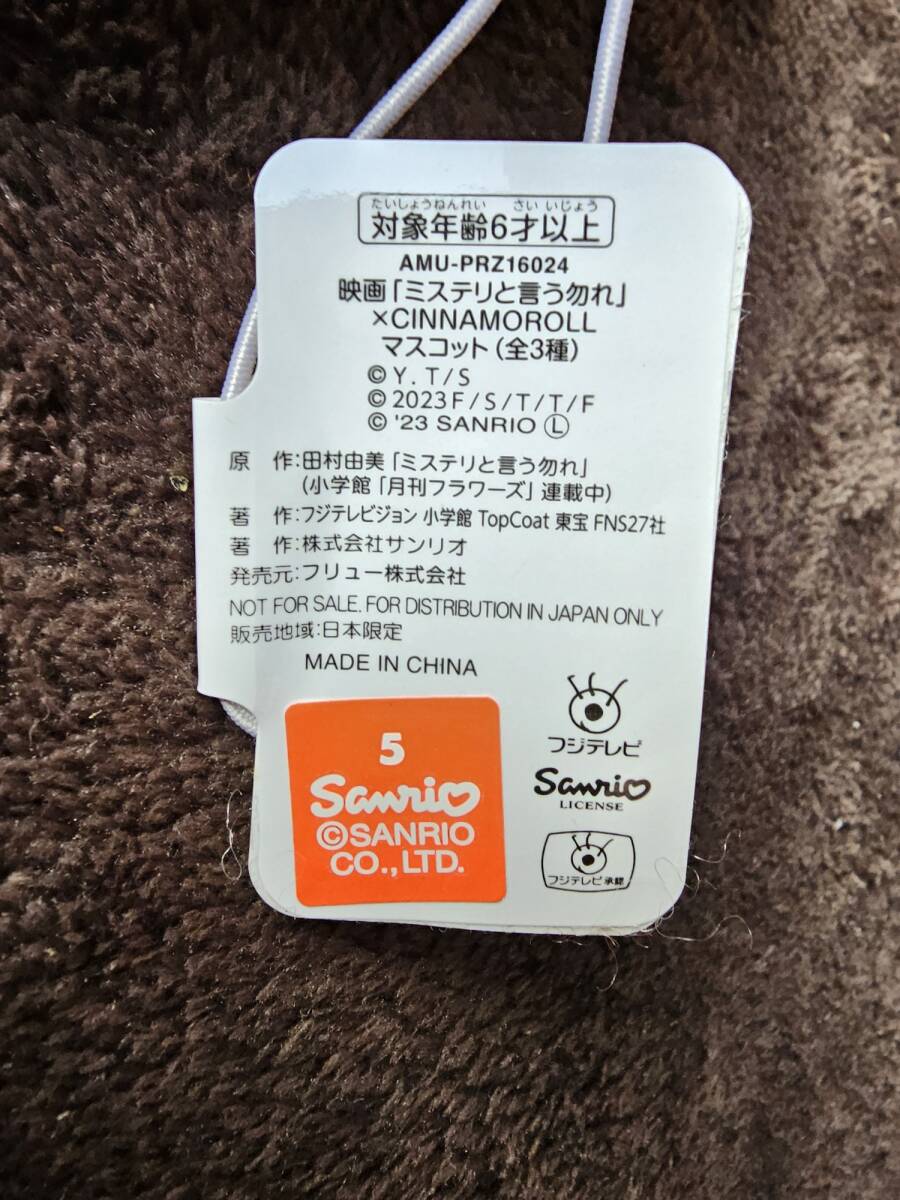 たいしょうねんれい さい いじょう
対象年齢6才以上
AMU-PRZ16024
映画「ミステリと言う勿れ」
×CINNAMOROLL
マスコット(全3種)
© Y. T/S
© 2023 F/S/T/T/F
© '23 SANRIO Ⓛ
原 作:田村由美「ミステリと言う勿れ」
(小学館「月刊フラワーズ」連載中)
著 作:フジテレビジョン 小学館 TopCoat 東宝 FNS27社
著 作:株式会社サンリオ
発売元:フリュー株式会社
NOT FOR SALE. FOR DISTRIBUTION IN JAPAN ONLY
販売地域:日本限定
MADE IN CHINA
フジテレビ
Sanrio
LICENSE
フジテレビ承認
5
Sanrio
©SANRIO
CO.,LTD.